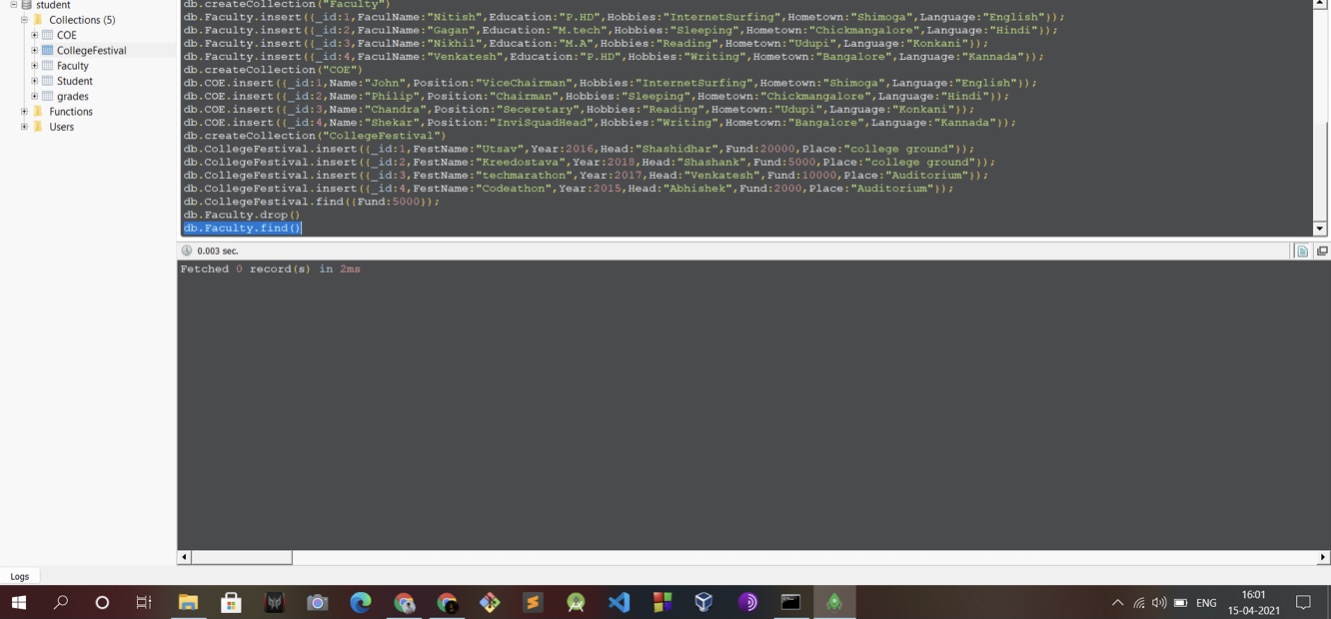 student
Collections (5)
COE
CollegeFestival
Faculty
Student
grades
Functions
Users
db.createCollection("Faculty")
db.Faculty.insert({_id:1,FaculName:"Nitish",Education:"P.HD",Hobbies:"InternetSurfing",Hometown:"Shimoga",Language:"English"});
db.Faculty.insert({_id:2,FaculName:"Gagan",Education:"M.tech",Hobbies:"Sleeping",Hometown:"Chickmangalore",Language:"Hindi"});
db.Faculty.insert({_id:3,FaculName:"Nikhil",Education:"M.A",Hobbies:"Reading",Hometown:"Udupi",Language:"Konkani"});
db.Faculty.insert({_id:4,FaculName:"Venkatesh",Education:"P.HD",Hobbies:"Writing",Hometown:"Bangalore",Language:"Kannada"});
db.createCollection("COE")
db.COE.insert({_id:1,Name:"John",Position:"ViceChairman",Hobbies:"InternetSurfing",Hometown:"Shimoga",Language:"English"});
db.COE.insert({_id:2,Name:"Philip",Position:"Chairman",Hobbies:"Sleeping",Hometown:"Chickmangalore",Language:"Hindi"});
db.COE.insert({_id:3,Name:"Chandra",Position:"Seceretary",Hobbies:"Reading",Hometown:"Udupi",Language:"Konkani"});
db.COE.insert({_id:4,Name:"Shekar",Position:"InviSquadHead",Hobbies:"Writing",Hometown:"Bangalore",Language:"Kannada"});
db.createCollection("CollegeFestival")
db.CollegeFestival.insert({_id:1,FestName:"Utsav",Year:2016,Head:"Shashidhar",Fund:20000,Place:"college ground"});
db.CollegeFestival.insert({_id:2,FestName:"Kreedostava",Year:2018,Head:"Shashank",Fund:5000,Place:"college ground"});
db.CollegeFestival.insert({_id:3,FestName:"techmarathon",Year:2017,Head:"Venkatesh",Fund:10000,Place:"Auditorium"});
db.CollegeFestival.insert({_id:4,FestName:"Codeathon",Year:2015,Head:"Abhishek",Fund:2000,Place:"Auditorium"});
db.CollegeFestival.find({Fund:5000});
db.Faculty.drop()
db.Faculty.find()
0.003 sec.
Fetched 0 record(s) in 2ms
Logs
ENG
16:01
15-04-2021